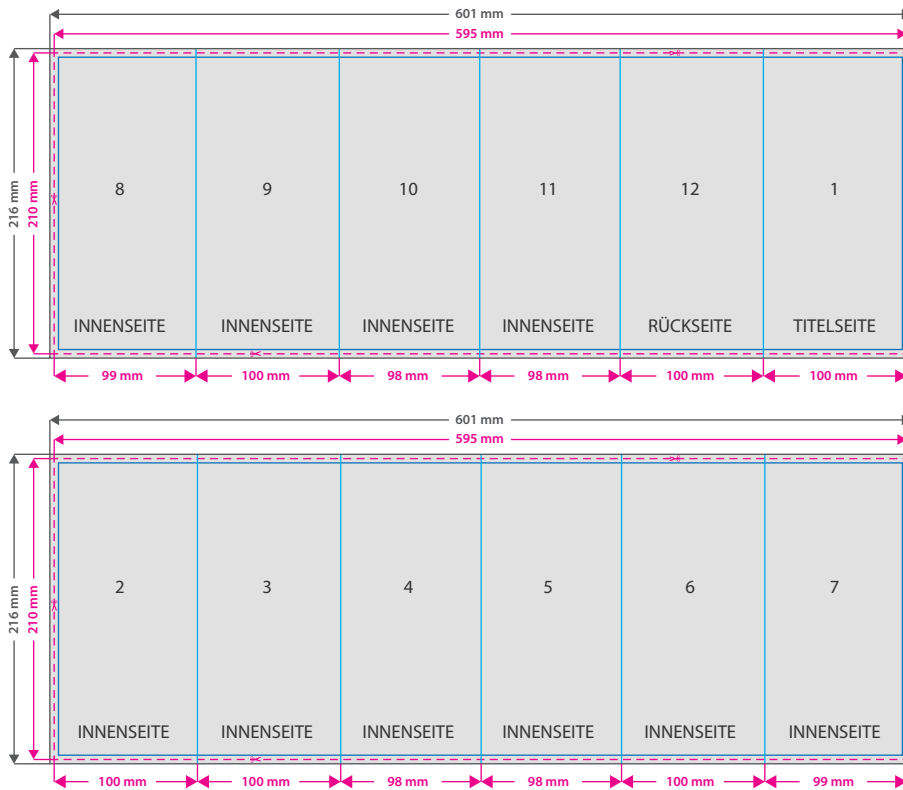 601 mm
595 mm
216 mm
210 mm
8
9
10
11
12
1
INNENSEITE
INNENSEITE
INNENSEITE
INNENSEITE
RÜCKSEITE
TITELSEITE
99 mm
100 mm
98 mm
98 mm
100 mm
100 mm
601 mm
595 mm
216 mm
210 mm
2
3
4
5
6
7
INNENSEITE
INNENSEITE
INNENSEITE
INNENSEITE
INNENSEITE
INNENSEITE
100 mm
100 mm
98 mm
98 mm
100 mm
99 mm